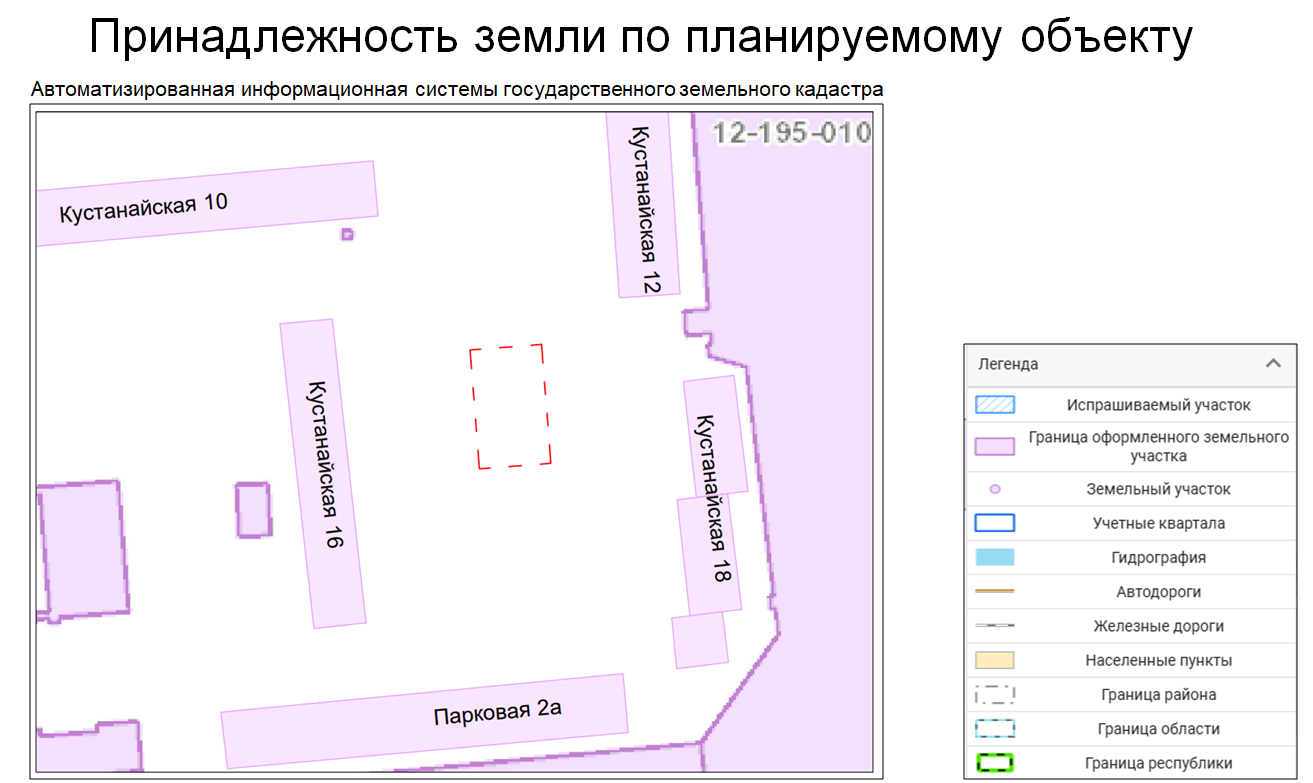 Принадлежность земли по планируемому объекту
Автоматизированная информационная системы государственного земельного кадастра
12-195-010
Кустанайская 10
Кустанайская 12
Кустанайская 16
Кустанайская 18
Парковая 2а
Легенда
Испрашиваемый участок
Граница оформленного земельного
участка
Земельный участок
Учетные квартала
Гидрография
Автодороги
Железные дороги
Населенные пункты
Граница района
Граница области
Граница республики